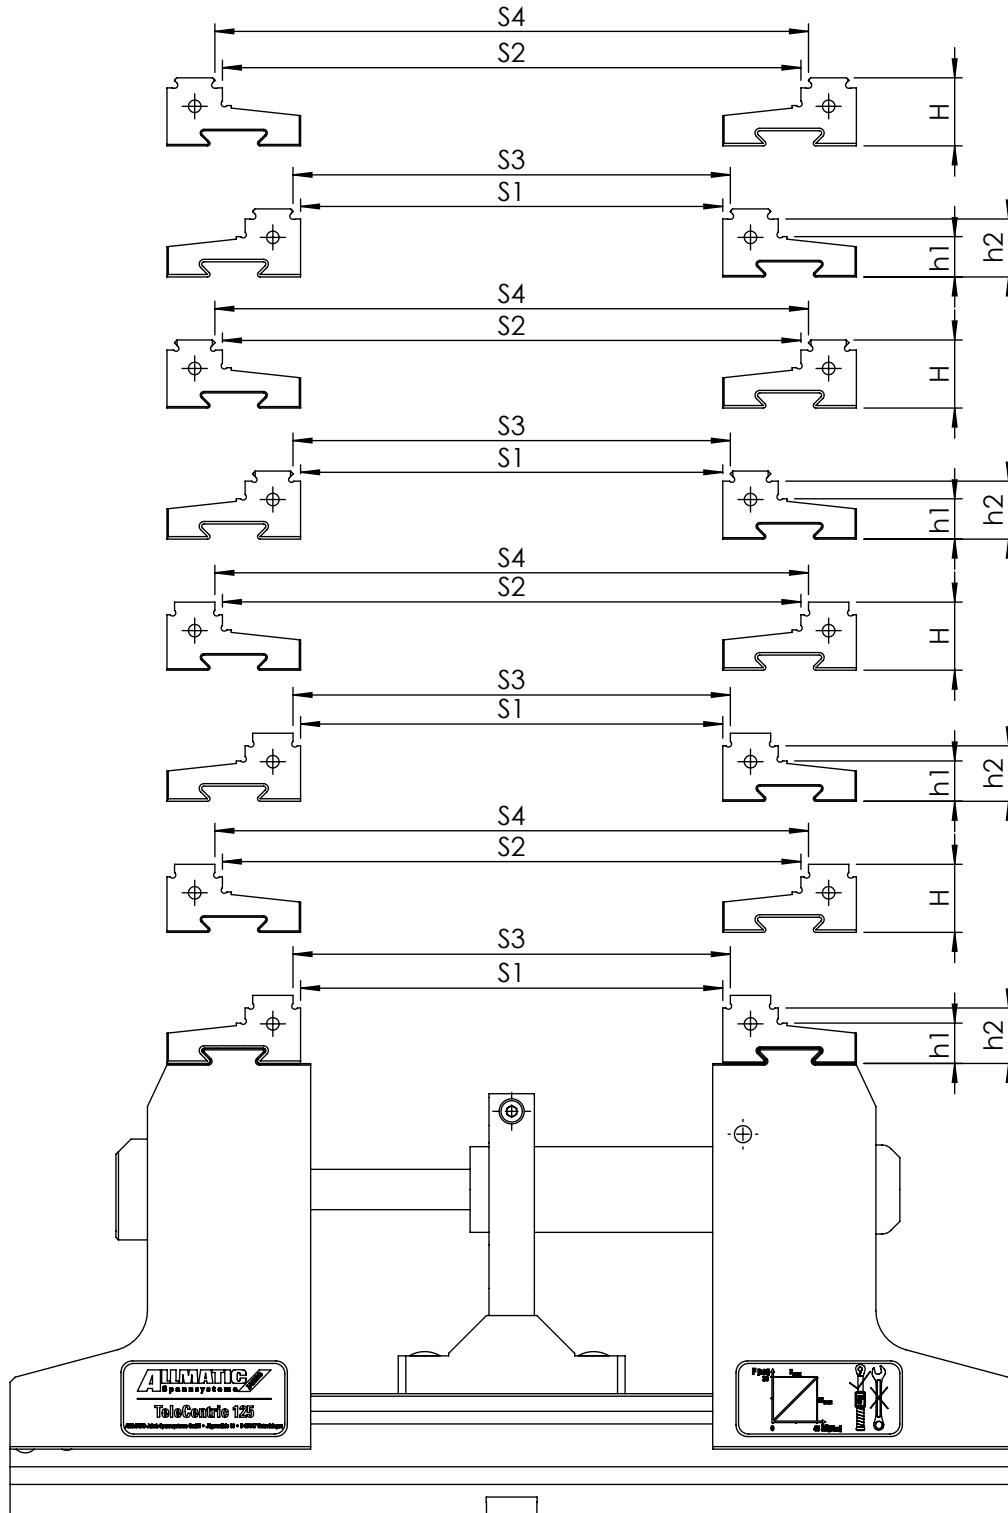 S4
S2
H
S3
S1
h1
h2
S4
S2
H
S3
S1
h1
h2
S4
S2
H
S3
S1
h1
h2
S4
S2
H
S3
S1
h1
h2
ALLMATIC
Spannsysteme
TeleCentric 125
0